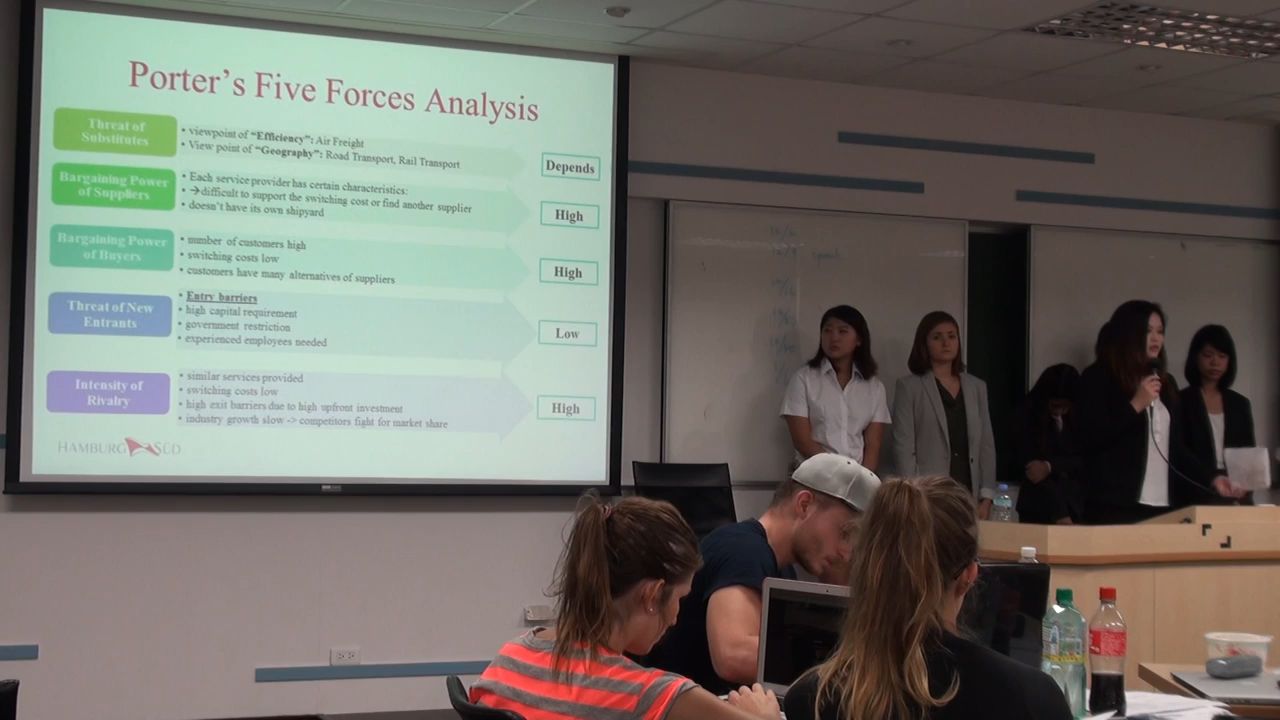 Porter's Five Forces Analysis
Threat of
Substitutes
• viewpoint of "Efficiency": Air Freight
• View point of "Geography": Road Transport, Rail Transport
Depends
Bargaining Power
of Suppliers
• Each service provider has certain characteristics:
• →difficult to support the switching cost or find another supplier
• doesn't have its own shipyard
High
Bargaining Power
of Buyers
• number of customers high
• switching costs low
• customers have many alternatives of suppliers
High
Threat of New
Entrants
• Entry barriers
• high capital requirement
• government restriction
• experienced employees needed
Low
Intensity of
Rivalry
• similar services provided
• switching costs low
• high exit barriers due to high upfront investment
• industry growth slow -> competitors fight for market share
High
HAMBURG SÜD